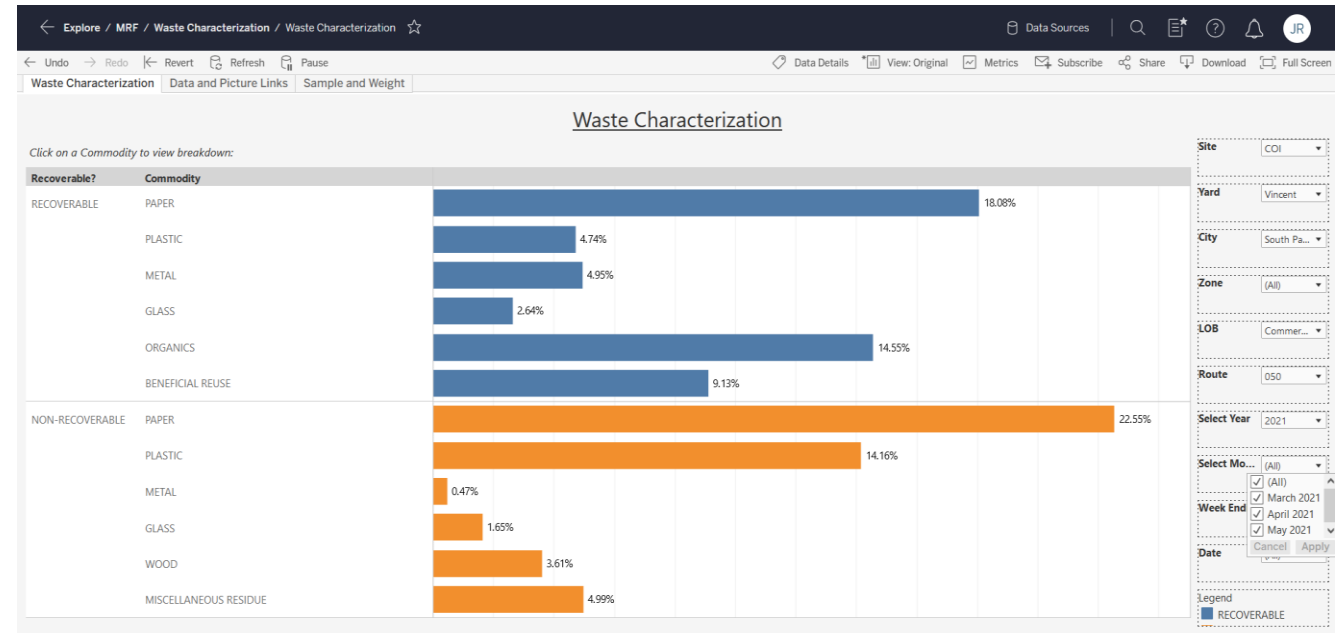 Explore / MRF / Waste Characterization / Waste Characterization
Data Sources
JR
Undo Redo Revert Refresh Pause
Data Details View: Original Metrics Subscribe Share Download Full Screen
Waste Characterization Data and Picture Links Sample and Weight
Waste Characterization
Click on a Commodity to view breakdown:
Recoverable? Commodity
RECOVERABLE PAPER 18.08%
PLASTIC 4.74%
METAL 4.95%
GLASS 2.64%
ORGANICS 14.55%
BENEFICIAL REUSE 9.13%
NON-RECOVERABLE PAPER 22.55%
PLASTIC 14.16%
METAL 0.47%
GLASS 1.65%
WOOD 3.61%
MISCELLANEOUS RESIDUE 4.99%
Site COI
Yard Vincent
City South Pa...
Zone (All)
LOB Commer...
Route 050
Select Year 2021
Select Mo... (All)
(All)
March 2021
Week End
April 2021
May 2021
Cancel Apply
Date
Legend
RECOVERABLE